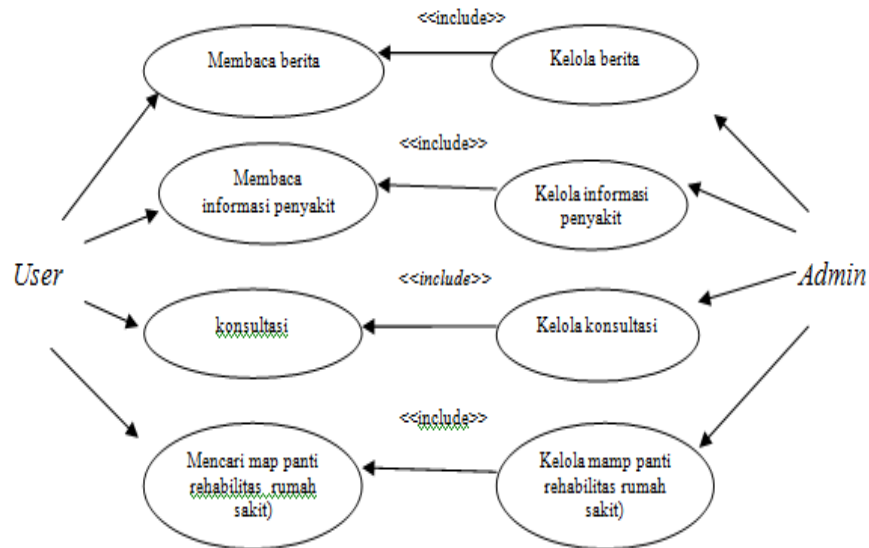 <<include>>
Membaca berita
Kelola berita
<<include>>
Membaca
informasi penyakit
Kelola informasi
penyakit
User
Admin
<<include>>
konsultasi
Kelola konsultasi
<<include>>
Mencari map panti
rehabilitas rumah
sakit)
Kelola mamp panti
rehabilitas rumah
sakit)